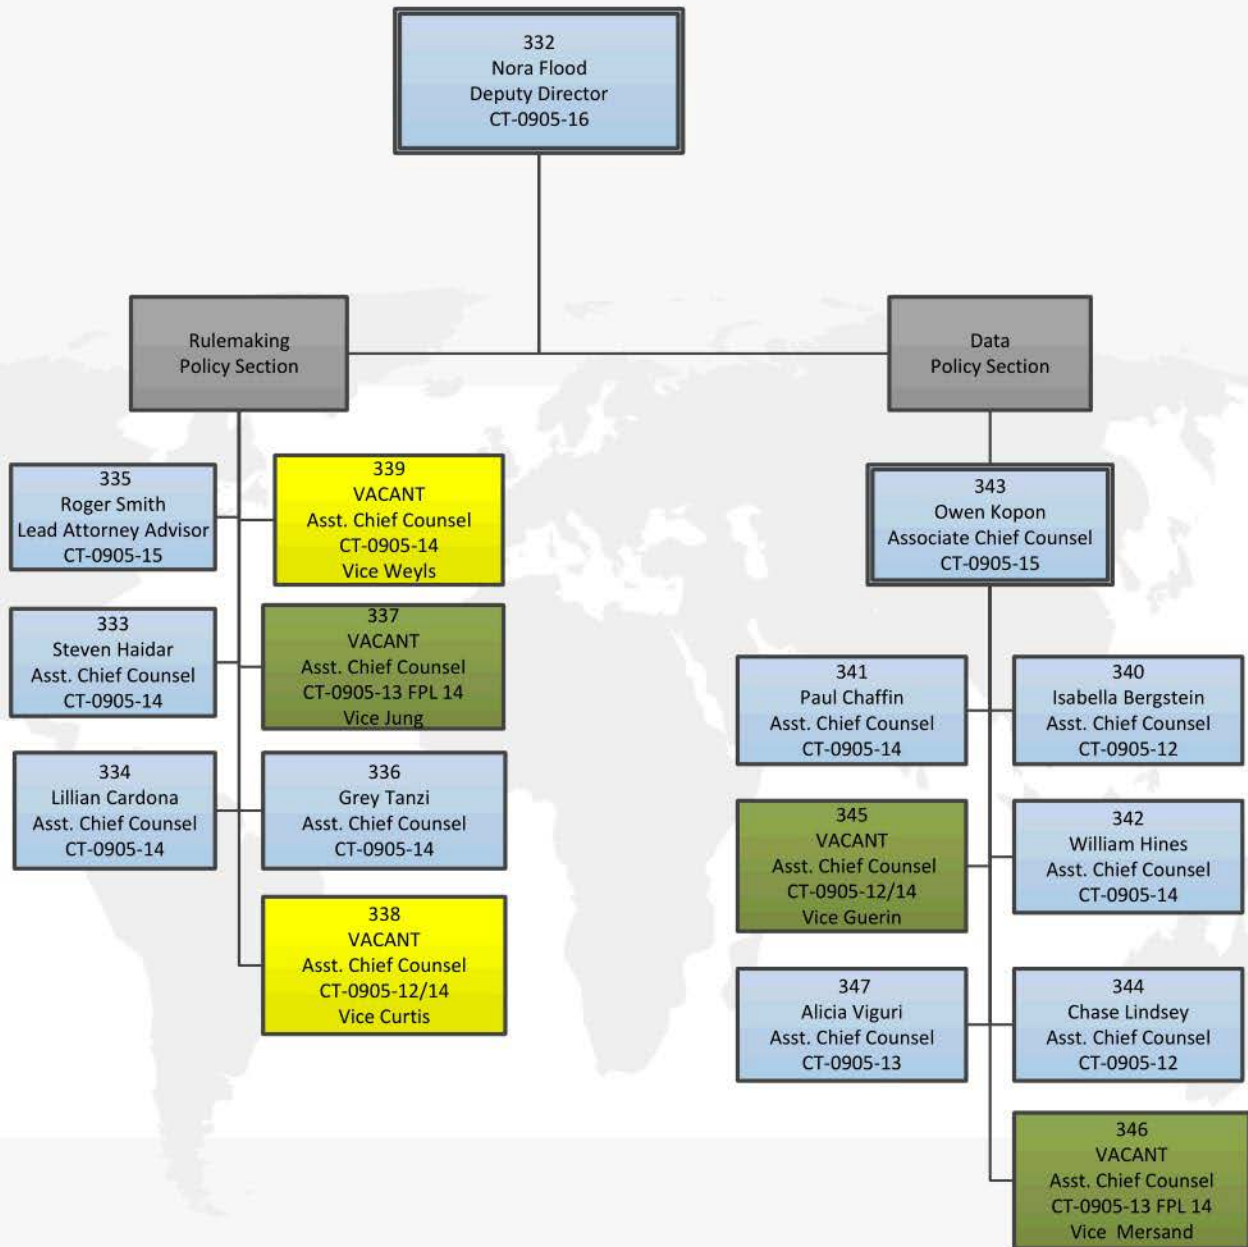 332
Nora Flood
Deputy Director
CT-0905-16
Rulemaking
Policy Section
Data
Policy Section
335
Roger Smith
Lead Attorney Advisor
CT-0905-15
339
VACANT
Asst. Chief Counsel
CT-0905-14
Vice Weyls
333
Steven Haidar
Asst. Chief Counsel
CT-0905-14
337
VACANT
Asst. Chief Counsel
CT-0905-13 FPL 14
Vice Jung
334
Lillian Cardona
Asst. Chief Counsel
CT-0905-14
336
Grey Tanzi
Asst. Chief Counsel
CT-0905-14
338
VACANT
Asst. Chief Counsel
CT-0905-12/14
Vice Curtis
343
Owen Kopon
Associate Chief Counsel
CT-0905-15
341
Paul Chaffin
Asst. Chief Counsel
CT-0905-14
340
Isabella Bergstein
Asst. Chief Counsel
CT-0905-12
345
VACANT
Asst. Chief Counsel
CT-0905-12/14
Vice Guerin
342
William Hines
Asst. Chief Counsel
CT-0905-14
347
Alicia Viguri
Asst. Chief Counsel
CT-0905-13
344
Chase Lindsey
Asst. Chief Counsel
CT-0905-12
346
VACANT
Asst. Chief Counsel
CT-0905-13 FPL 14
Vice Mersand